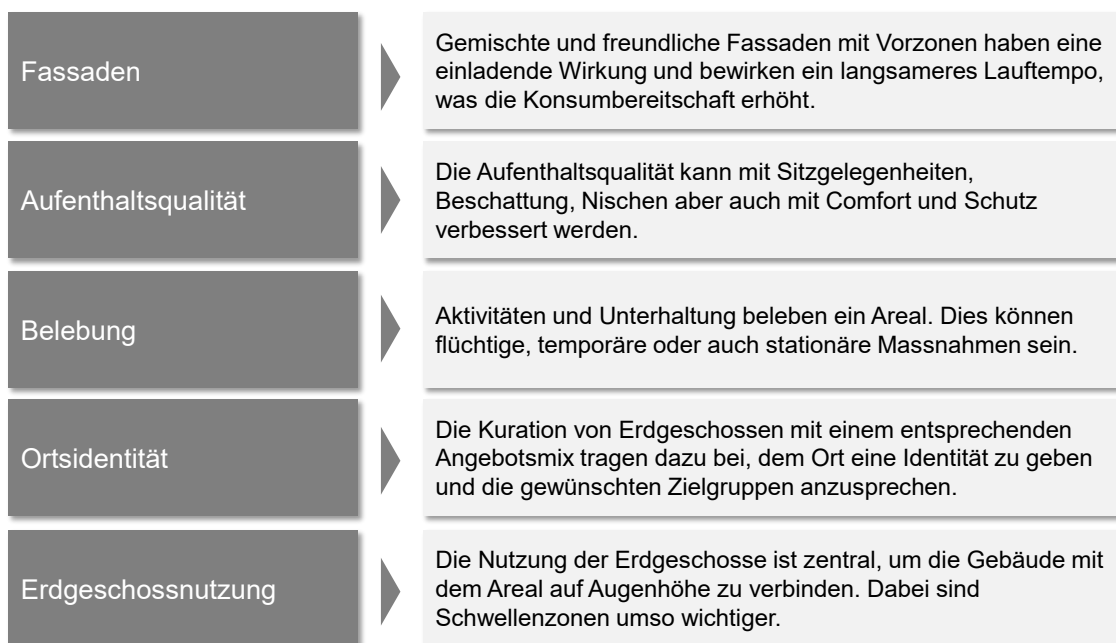 Fassaden
Gemischte und freundliche Fassaden mit Vorzonen haben eine
einladende Wirkung und bewirken ein langsameres Lauftempo,
was die Konsumbereitschaft erhöht.
Aufenthaltsqualität
Die Aufenthaltsqualität kann mit Sitzgelegenheiten,
Beschattung, Nischen aber auch mit Comfort und Schutz
verbessert werden.
Belebung
Aktivitäten und Unterhaltung beleben ein Areal. Dies können
flüchtige, temporäre oder auch stationäre Massnahmen sein.
Ortsidentität
Die Kuration von Erdgeschossen mit einem entsprechenden
Angebotsmix tragen dazu bei, dem Ort eine Identität zu geben
und die gewünschten Zielgruppen anzusprechen.
Erdgeschossnutzung
Die Nutzung der Erdgeschosse ist zentral, um die Gebäude mit
dem Areal auf Augenhöhe zu verbinden. Dabei sind
Schwellenzonen umso wichtiger.